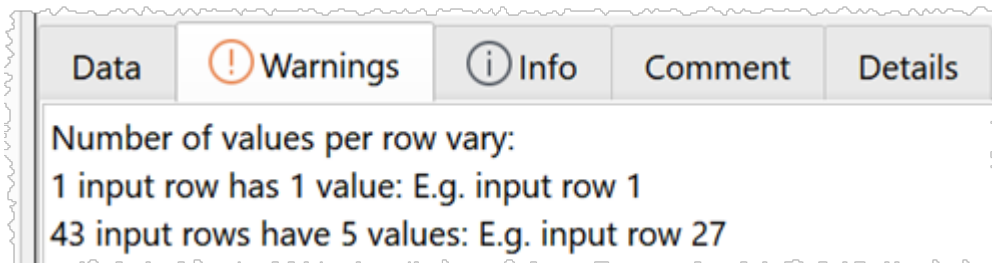 Data Warnings Info Comment Details
Number of values per row vary:
1 input row has 1 value: E.g. input row 1
43 input rows have 5 values: E.g. input row 27